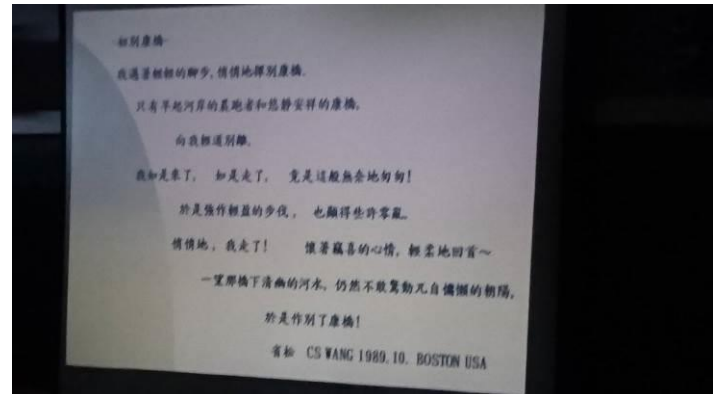 輕別康橋
我邁著輕輕的腳步, 悄悄地揮別康橋.
只有早起河岸的晨跑者和恬靜安祥的康橋,
向我輕道別離.
我如是來了, 如是走了, 竟是這般無奈地匆匆!
於是強作輕盈的步伐, 也顯得些許零亂.
悄悄地, 我走了! 懷著竊喜的心情, 輕柔地回首~
一望那橋下清幽的河水, 仍然不敢驚動兀自慵懶的朝陽,
於是作別了康橋!
CS WANG 1989.10. BOSTON USA